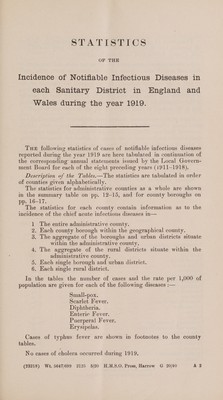 STATISTICS
OF THE
Incidence of Notifiable Infectious Diseases in
each Sanitary District in England and
Wales during the year 1919.
THE following statistics of cases of notifiable infectious diseases
reported during the year 1919 are here tabulated in continuation of
the corresponding annual statements issued by the Local Govern-
ment Board for each of the eight preceding years (1911–1918).
Description of the Tables.—The statistics are tabulated in order
of counties given alphabetically.
The statistics for administrative counties as a whole are shown
in the summary table on pp. 12–15, and for county boroughs on
pp. 16–17.
The statistics for each county contain information as to the
incidence of the chief acute infectious diseases in—
1 The entire administrative county.
2. Each county borough within the geographical county.
3. The aggregate of the boroughs and urban districts situate
within the administrative county.
4. The aggregate of the rural districts situate within the
administrative county.
5. Each single borough and urban district.
6. Each single rural district.
In the tables the number of cases and the rate per 1,000 of
population are given for each of the following diseases :—
Small-pox.
Scarlet Fever.
Diphtheria.
Enteric Fever.
Puerperal Fever.
Erysipelas.
Cases of typhus fever are shown in footnotes to the county
tables.
No cases of cholera occurred during 1919.
Wt. 2125 8/20 H.M.S.O. Press, Harrow G. 20/40 A 2